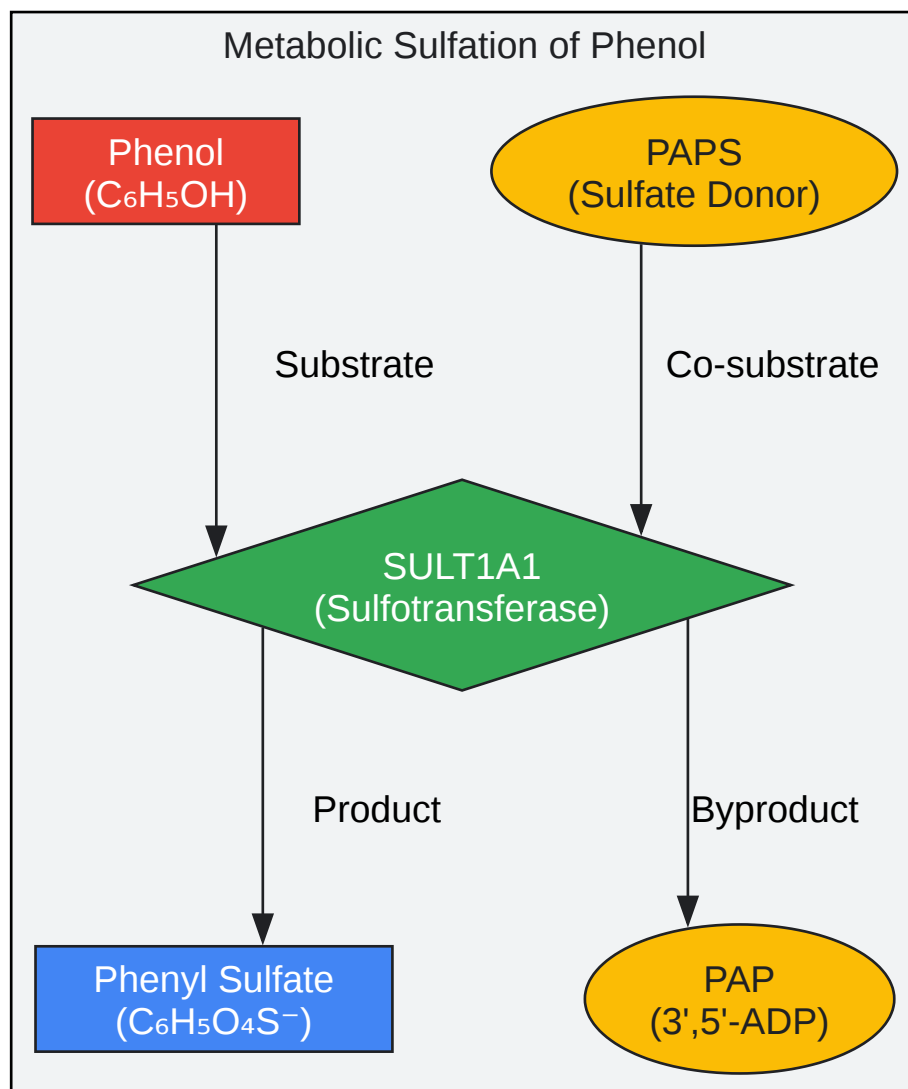 Metabolic Sulfation of Phenol
Phenol
(C₆H₅OH)
PAPS
(Sulfate Donor)
Substrate
Co-substrate
SULT1A1
(Sulfotransferase)
Product
Byproduct
Phenyl Sulfate
(C₆H₅O₄S⁻)
PAP
(3',5'-ADP)